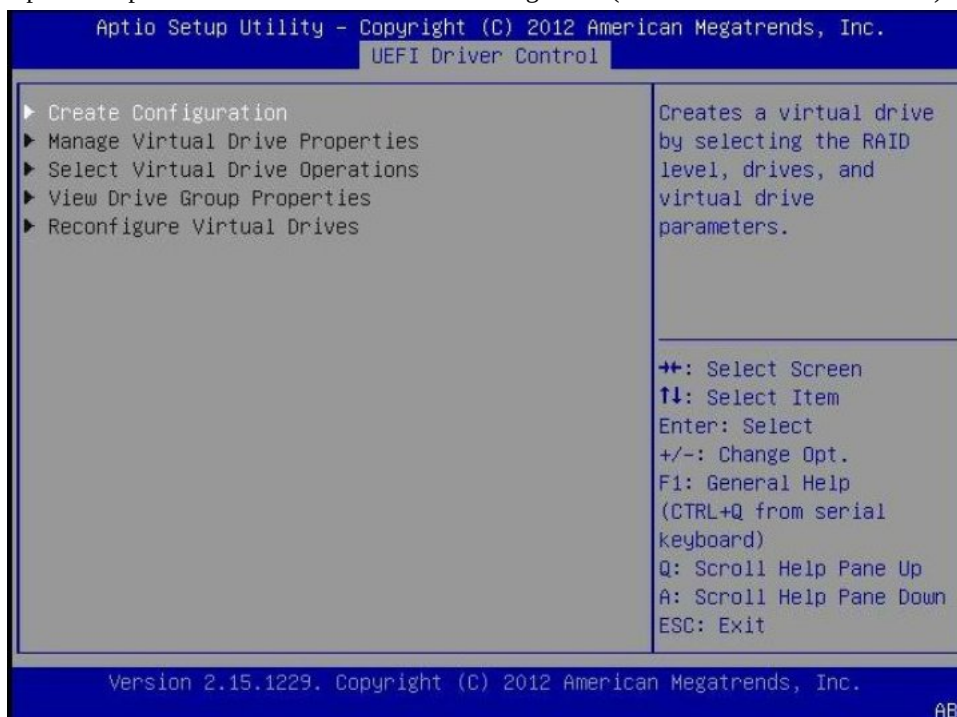 Aptio Setup Utility – Copyright (C) 2012 American Megatrends, Inc.
UEFI Driver Control
Create Configuration
Manage Virtual Drive Properties
Select Virtual Drive Operations
View Drive Group Properties
Reconfigure Virtual Drives
Creates a virtual drive
by selecting the RAID
level, drives, and
virtual drive
parameters.
→←: Select Screen
↑↓: Select Item
Enter: Select
+/-: Change Opt.
F1: General Help
(CTRL+Q from serial
keyboard)
Q: Scroll Help Pane Up
A: Scroll Help Pane Down
ESC: Exit
Version 2.15.1229. Copyright (C) 2012 American Megatrends, Inc.
AB